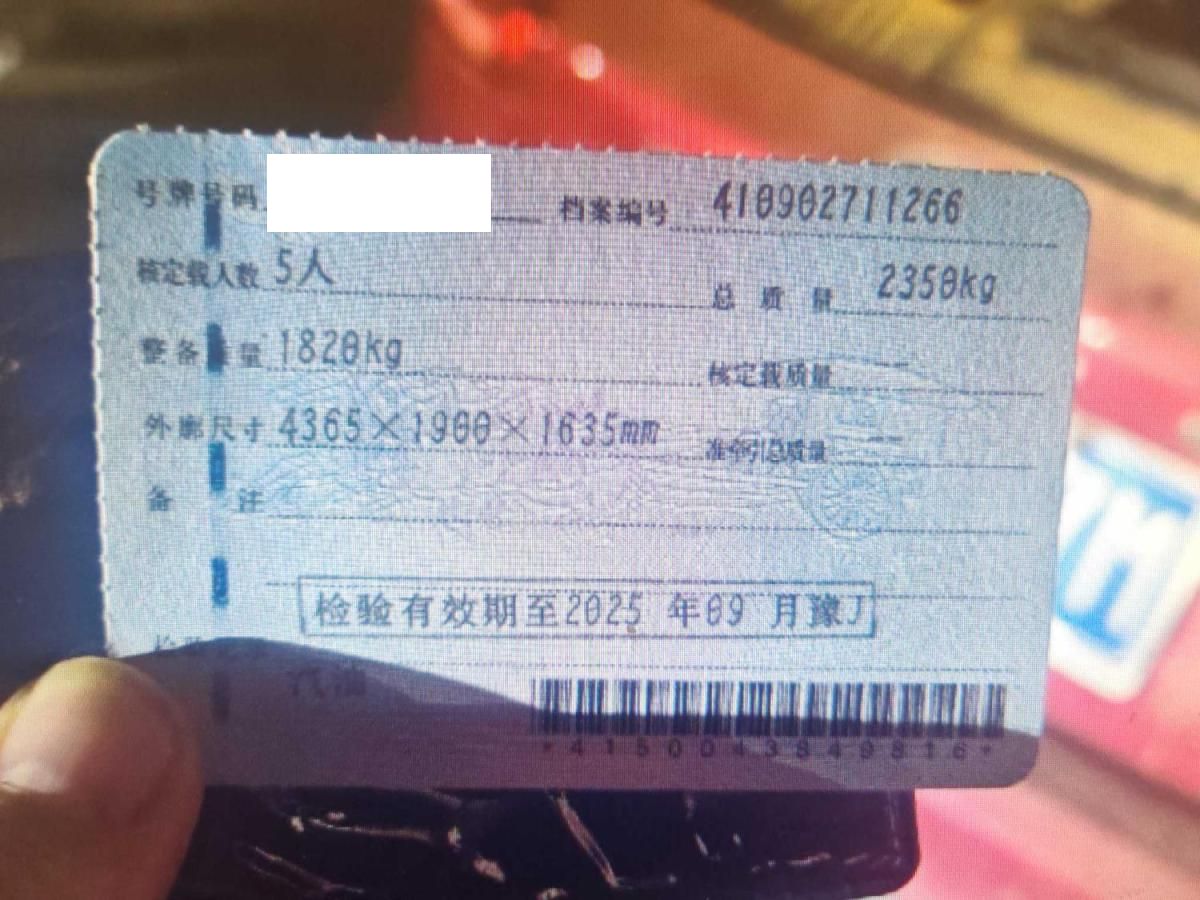 号牌号码 档案编号 410902711266
核定载人数 5人 总质量 2350kg
整备质量 1820kg 核定载质量 --
外廓尺寸 4365×1900×1635mm 准牵引总质量 --
备注
检验有效期至2025年09月豫J
汽油
*4150043849816*